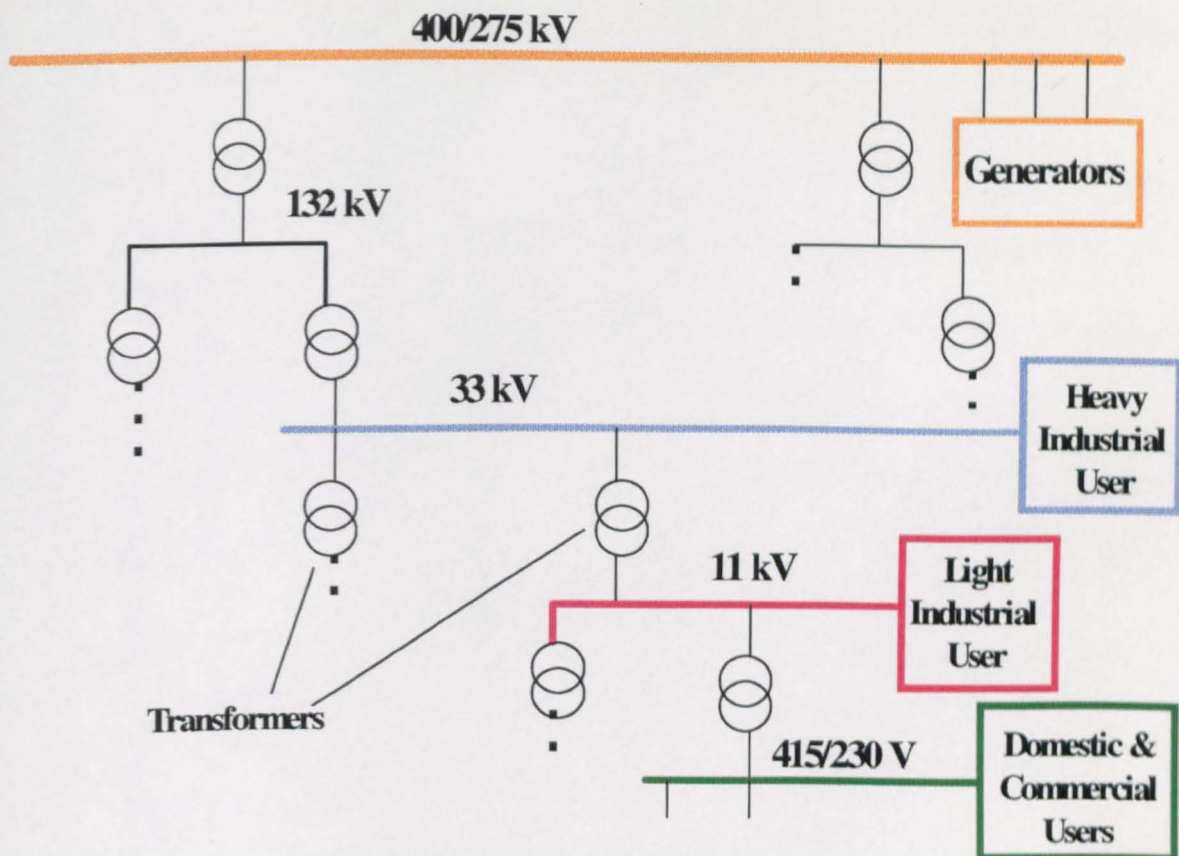 400/275 kV
Generators
132 kV
33 kV
Heavy
Industrial
User
11 kV
Light
Industrial
User
Transformers
415/230 V
Domestic &
Commercial
Users